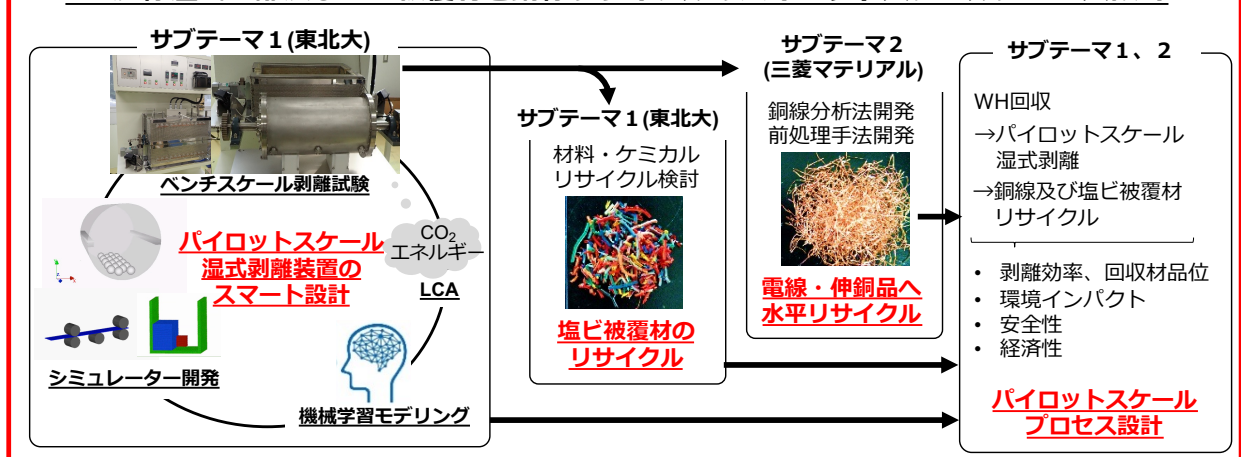 サブテーマ１(東北大)
ベンチスケール剥離試験
パイロットスケール
湿式剥離装置の
スマート設計
CO₂
エネルギー
LCA
シミュレーター開発
機械学習モデリング
サブテーマ１(東北大)
材料・ケミカル
リサイクル検討
塩ビ被覆材の
リサイクル
サブテーマ２
(三菱マテリアル)
銅線分析法開発
前処理手法開発
電線・伸銅品へ
水平リサイクル
サブテーマ１、２
WH回収
→パイロットスケール
湿式剥離
→銅線及び塩ビ被覆材
リサイクル
• 剥離効率、回収材品位
• 環境インパクト
• 安全性
• 経済性
パイロットスケール
プロセス設計